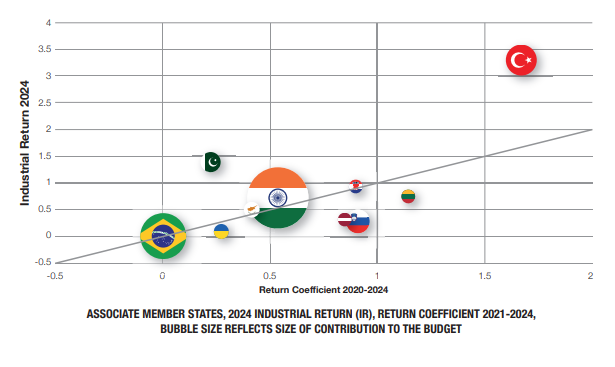 4
3.5
3
2.5
2
1.5
1
0.5
0
-0.5
Industrial Return 2024
-0.5 0 0.5 1 1.5 2
Return Coefficient 2020-2024
ASSOCIATE MEMBER STATES, 2024 INDUSTRIAL RETURN (IR), RETURN COEFFICIENT 2021-2024,
BUBBLE SIZE REFLECTS SIZE OF CONTRIBUTION TO THE BUDGET